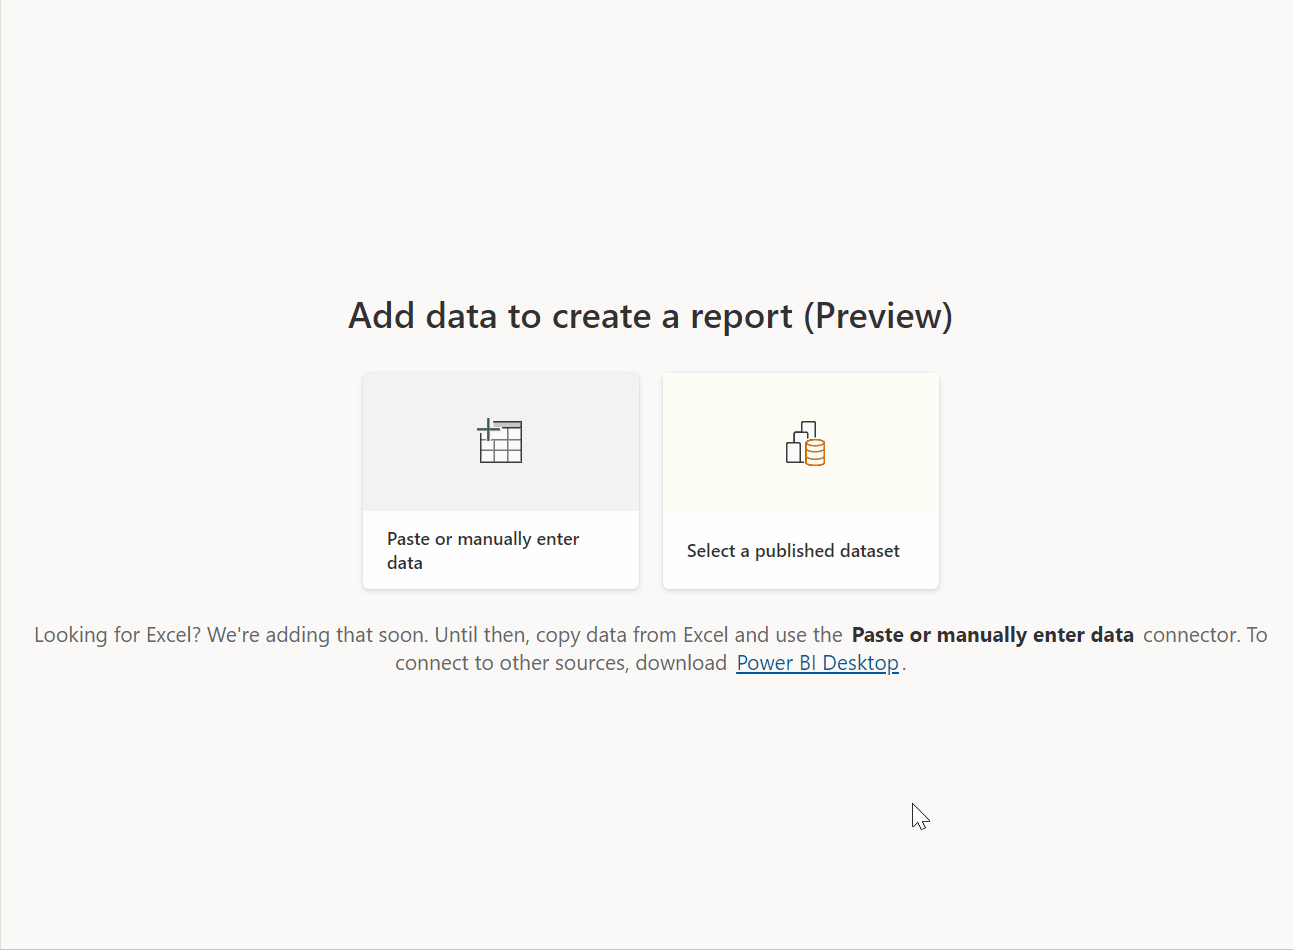 Add data to create a report (Preview)
Paste or manually enter
data
Select a published dataset
Looking for Excel? We're adding that soon. Until then, copy data from Excel and use the Paste or manually enter data connector. To
connect to other sources, download Power BI Desktop.